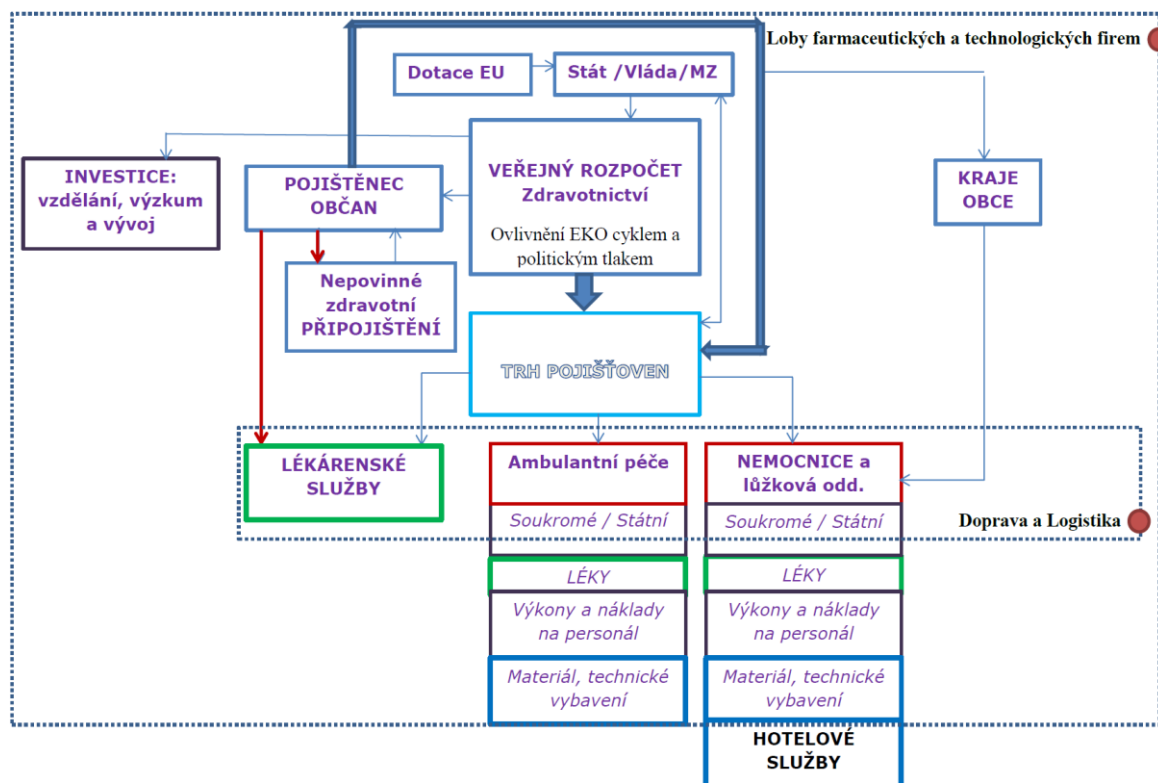 Loby farmaceutických a technologických firem
Dotace EU
Stát /Vláda/MZ
INVESTICE:
vzdělání, výzkum
a vývoj
POJIŠTĚNEC
OBČAN
VEŘEJNÝ ROZPOČET
Zdravotnictví
Ovlivnění EKO cyklem a
politickým tlakem
KRAJE
OBCE
Nepovinné
zdravotní
PŘIPOJIŠTĚNÍ
TRH POJIŠŤOVEN
LÉKÁRENSKÉ
SLUŽBY
Ambulantní péče
NEMOCNICE a
lůžková odd.
Soukromé / Státní
Soukromé / Státní
Doprava a Logistika
LÉKY
LÉKY
Výkony a náklady
na personál
Výkony a náklady
na personál
Materiál, technické
vybavení
Materiál, technické
vybavení
HOTELOVÉ
SLUŽBY